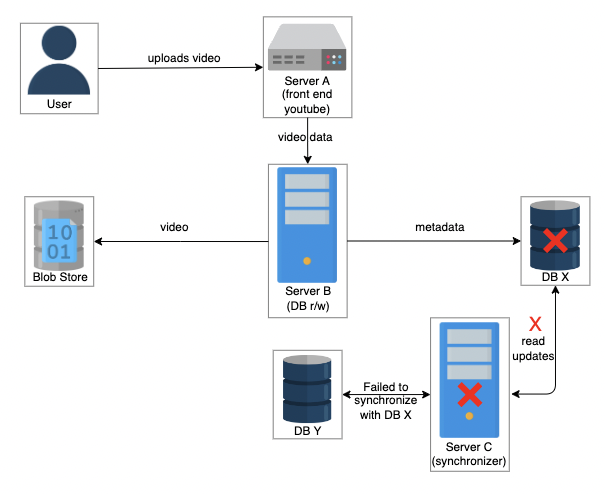 User
uploads video
Server A
(front end
youtube)
video data
10
01
Blob Store
video
Server B
(DB r/w)
metadata
DB X
X
read
updates
DB Y
Failed to
synchronize
with DB X
Server C
(synchronizer)